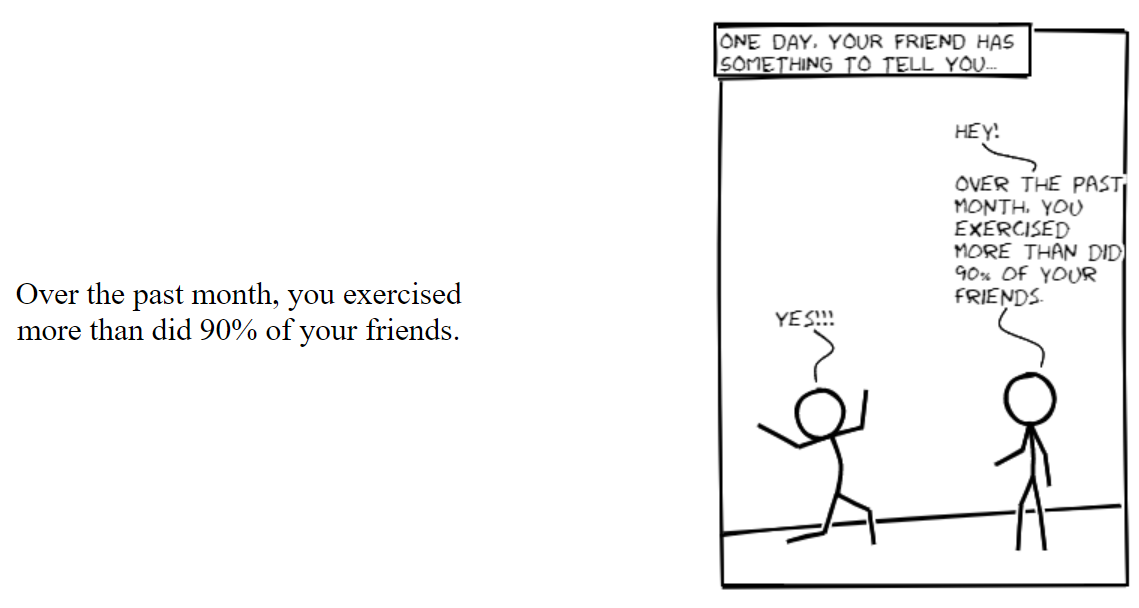 Over the past month, you exercised
more than did 90% of your friends.
ONE DAY, YOUR FRIEND HAS
SOMETHING TO TELL YOU...
HEY!
OVER THE PAST
MONTH, YOU
EXERCISED
MORE THAN DID
90% OF YOUR
FRIENDS.
YES!!!